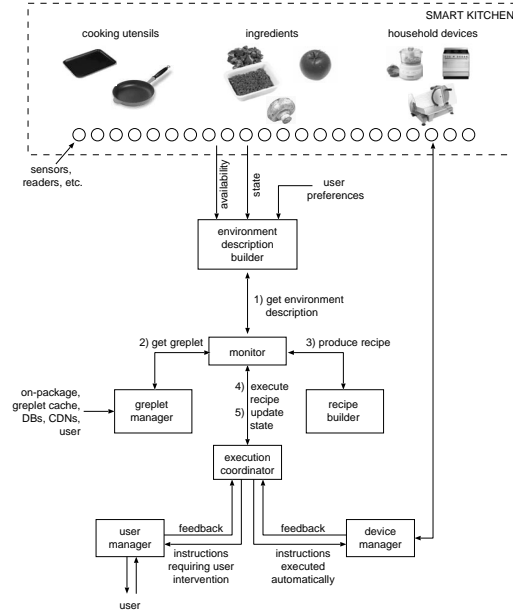 SMART KITCHEN
cooking utensils
ingredients
household devices
sensors,
readers, etc.
availability
state
user
preferences
environment
description
builder
1) get environment
description
2) get greplet
monitor
3) produce recipe
on-package,
greplet cache,
DBs, CDNs,
user
greplet
manager
4) execute
recipe
5) update
state
recipe
builder
execution
coordinator
user
manager
feedback
instructions
requiring user
intervention
feedback
instructions
executed
automatically
device
manager
user